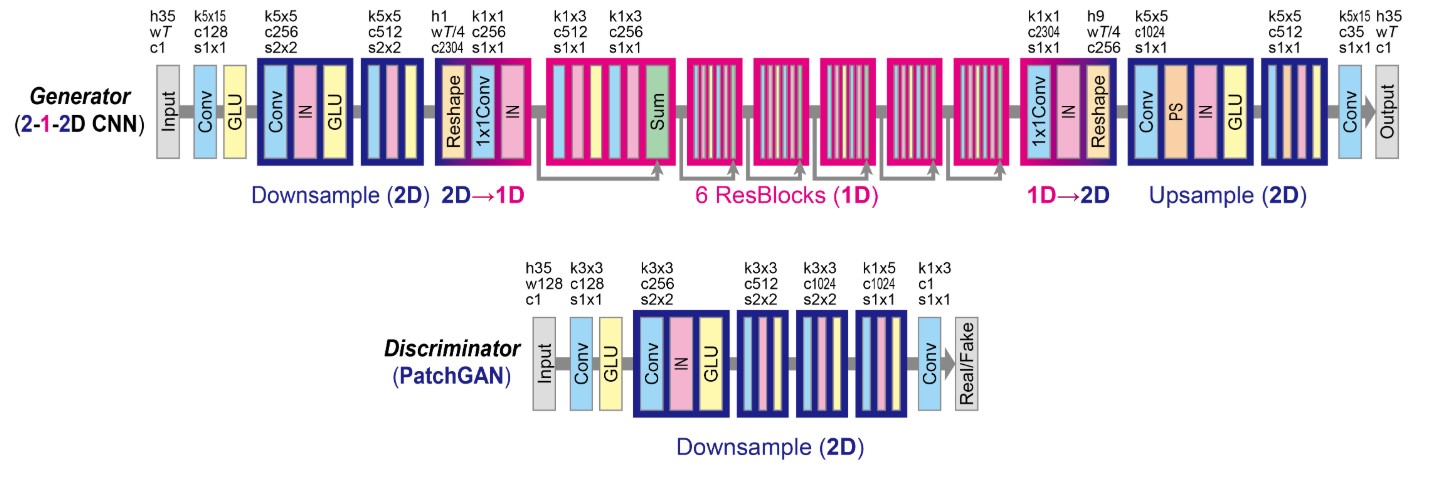 h35 k5x15 k5x5 k5x5 h1 k1x1 k1x3 k1x3 k1x1 h9 k5x5 k5x5 k5x15 h35
wT c128 c256 c512 wT/4 c256 c512 c256 c2304 wT/4 c1024 c512 c35 wT
c1 s1x1 s2x2 s2x2 c2304 s1x1 s1x1 s1x1 s1x1 c256 s1x1 s1x1 s1x1 c1
Generator
(2-1-2D CNN)
Input Conv GLU Conv IN GLU Reshape 1x1Conv IN Sum 1x1Conv IN Reshape Conv PS IN GLU Conv Output
Downsample (2D) 2D→1D 6 ResBlocks (1D) 1D→2D Upsample (2D)
h35 k3x3 k3x3 k3x3 k3x3 k1x5 k1x3
w128 c128 c256 c512 c1024 c1024 c1
c1 s1x1 s2x2 s2x2 s2x2 s1x1 s1x1
Discriminator
(PatchGAN)
Input Conv GLU Conv IN GLU Conv Real/Fake
Downsample (2D)